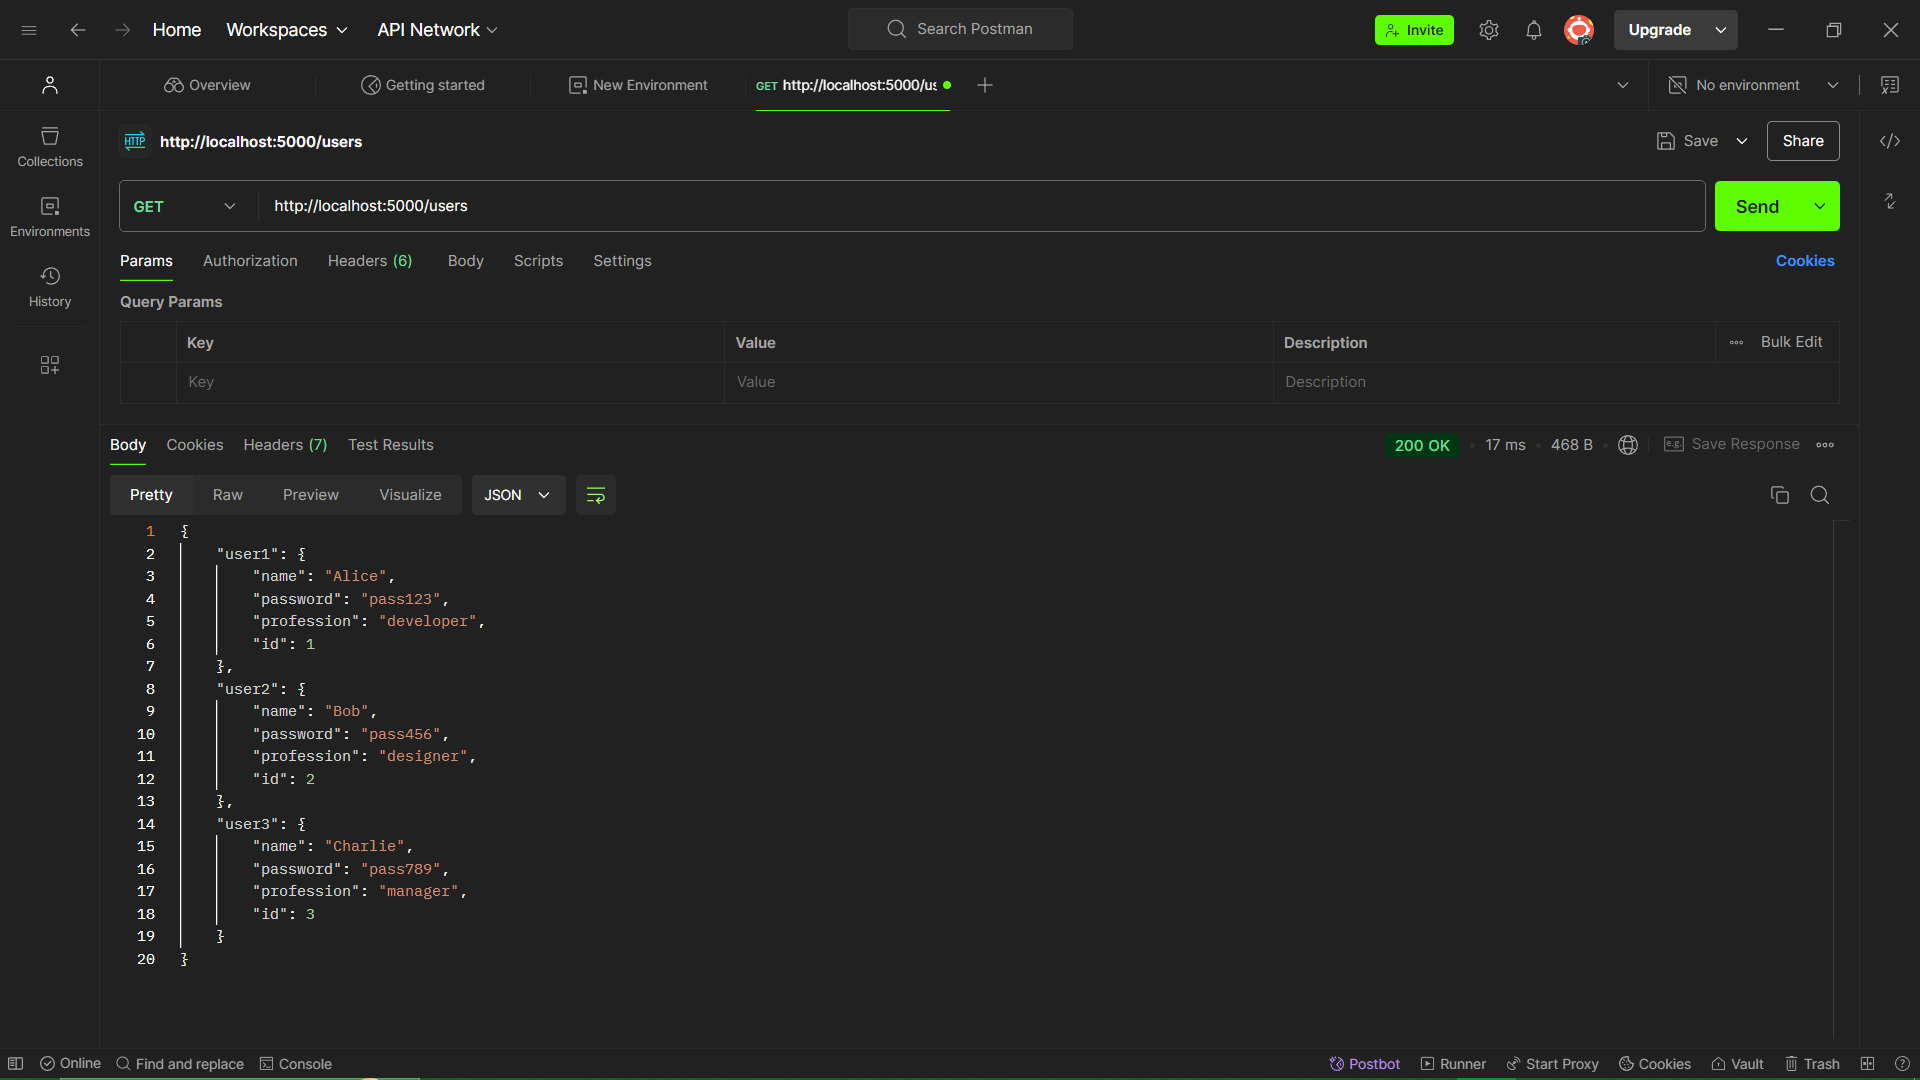 Home Workspaces API Network Search Postman Invite Upgrade
Overview Getting started New Environment GET http://localhost:5000/us No environment
HTTP http://localhost:5000/users Save Share
Collections
GET http://localhost:5000/users Send
Environments
Params Authorization Headers (6) Body Scripts Settings Cookies
History
Query Params
Key Value Description Bulk Edit
Key Value Description
Body Cookies Headers (7) Test Results 200 OK 17 ms 468 B e.g. Save Response
Pretty Raw Preview Visualize JSON
1 {
2 "user1": {
3 "name": "Alice",
4 "password": "pass123",
5 "profession": "developer",
6 "id": 1
7 },
8 "user2": {
9 "name": "Bob",
10 "password": "pass456",
11 "profession": "designer",
12 "id": 2
13 },
14 "user3": {
15 "name": "Charlie",
16 "password": "pass789",
17 "profession": "manager",
18 "id": 3
19 }
20 }
Online Find and replace Console Postbot Runner Start Proxy Cookies Vault Trash